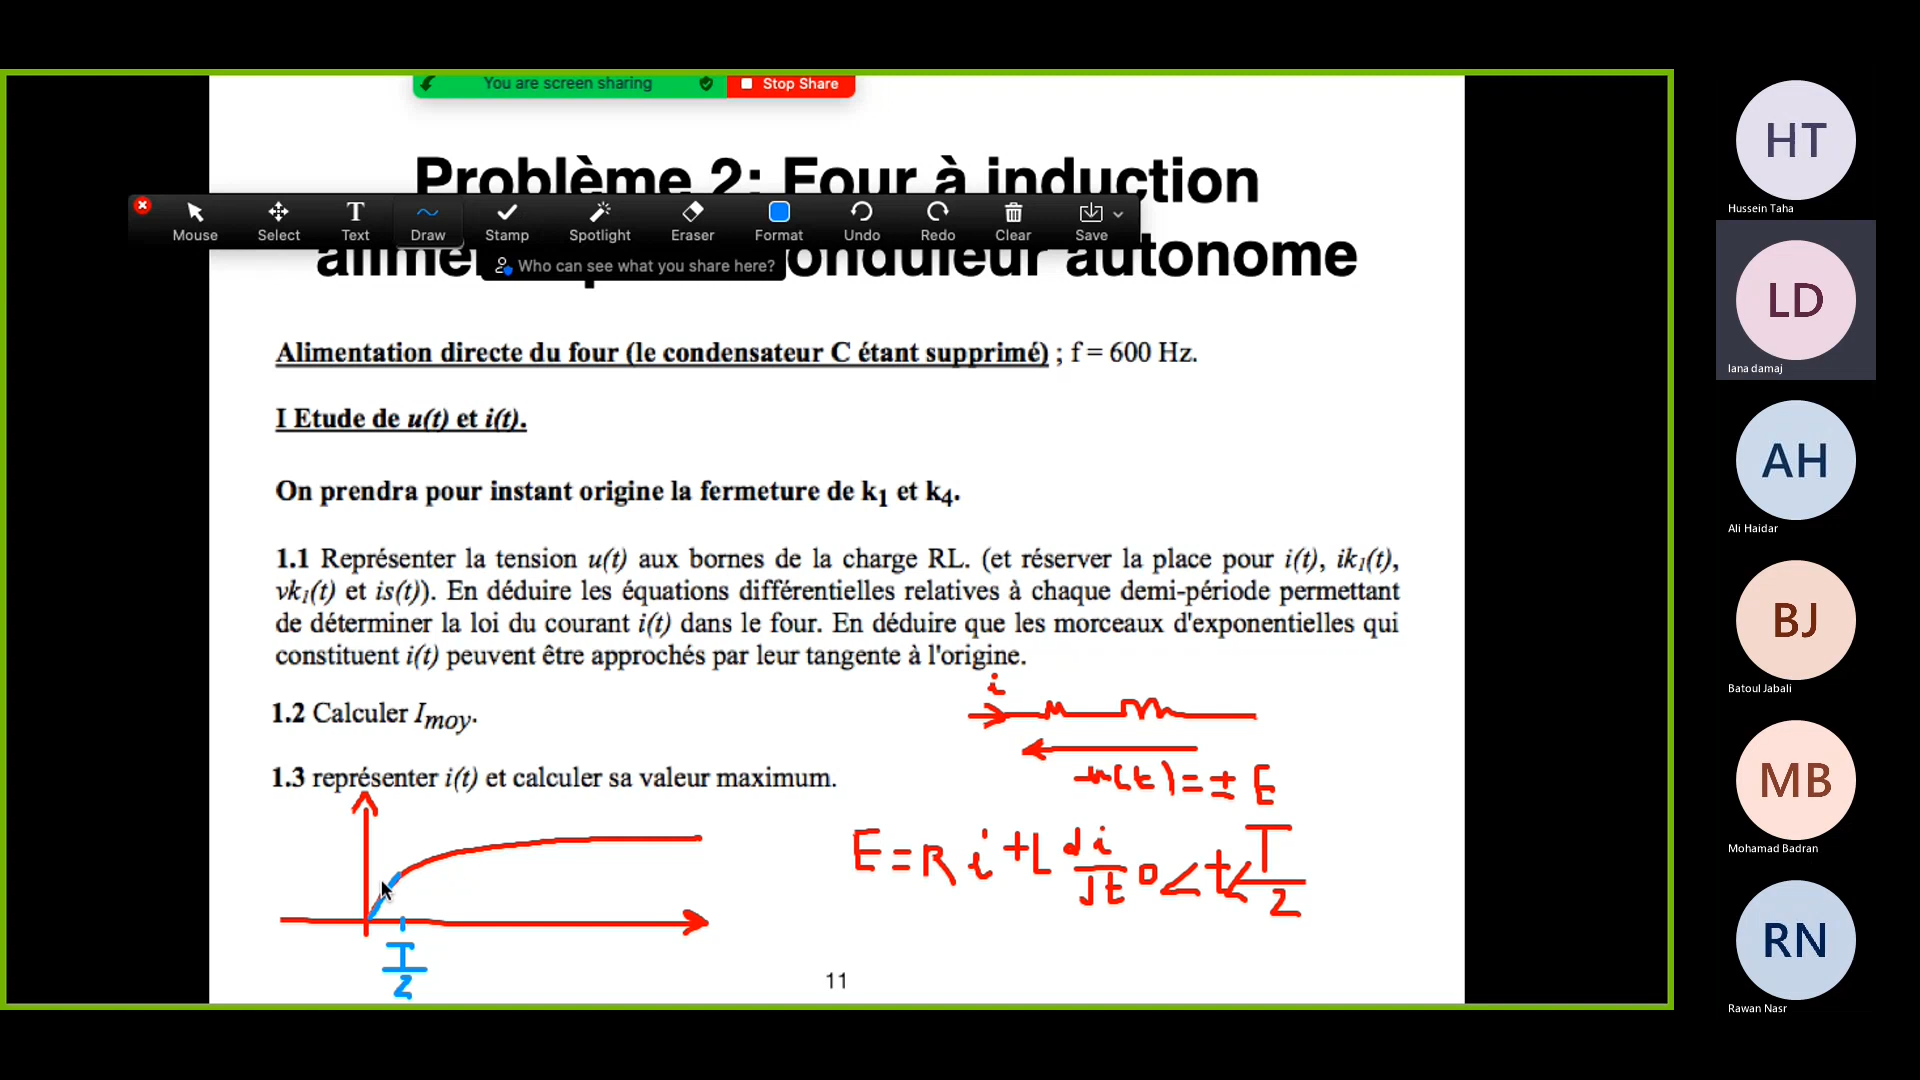 You are screen sharing
Stop Share
Problème 2: Four à induction
Mouse
Select
Text
Draw
Stamp
Spotlight
Eraser
Format
Undo
Redo
Clear
Save
onduleur autonome
Who can see what you share here?
Alimentation directe du four (le condensateur C étant supprimé) ; f = 600 Hz.
I Etude de u(t) et i(t).
On prendra pour instant origine la fermeture de k1 et k4.
1.1 Représenter la tension u(t) aux bornes de la charge RL. (et réserver la place pour i(t), ik1(t),
vk1(t) et is(t)). En déduire les équations différentielles relatives à chaque demi-période permettant
de déterminer la loi du courant i(t) dans le four. En déduire que les morceaux d'exponentielles qui
constituent i(t) peuvent être approchés par leur tangente à l'origine.
i
1.2 Calculer Imoy.
1.3 représenter i(t) et calculer sa valeur maximum.
u(t) = ± E
E = R i + L di/dt 0 < t < T/2
T/2
11
HT
Hussein Taha
LD
lana damaj
AH
Ali Haidar
BJ
Batoul Jabali
MB
Mohamad Badran
RN
Rawan Nasr